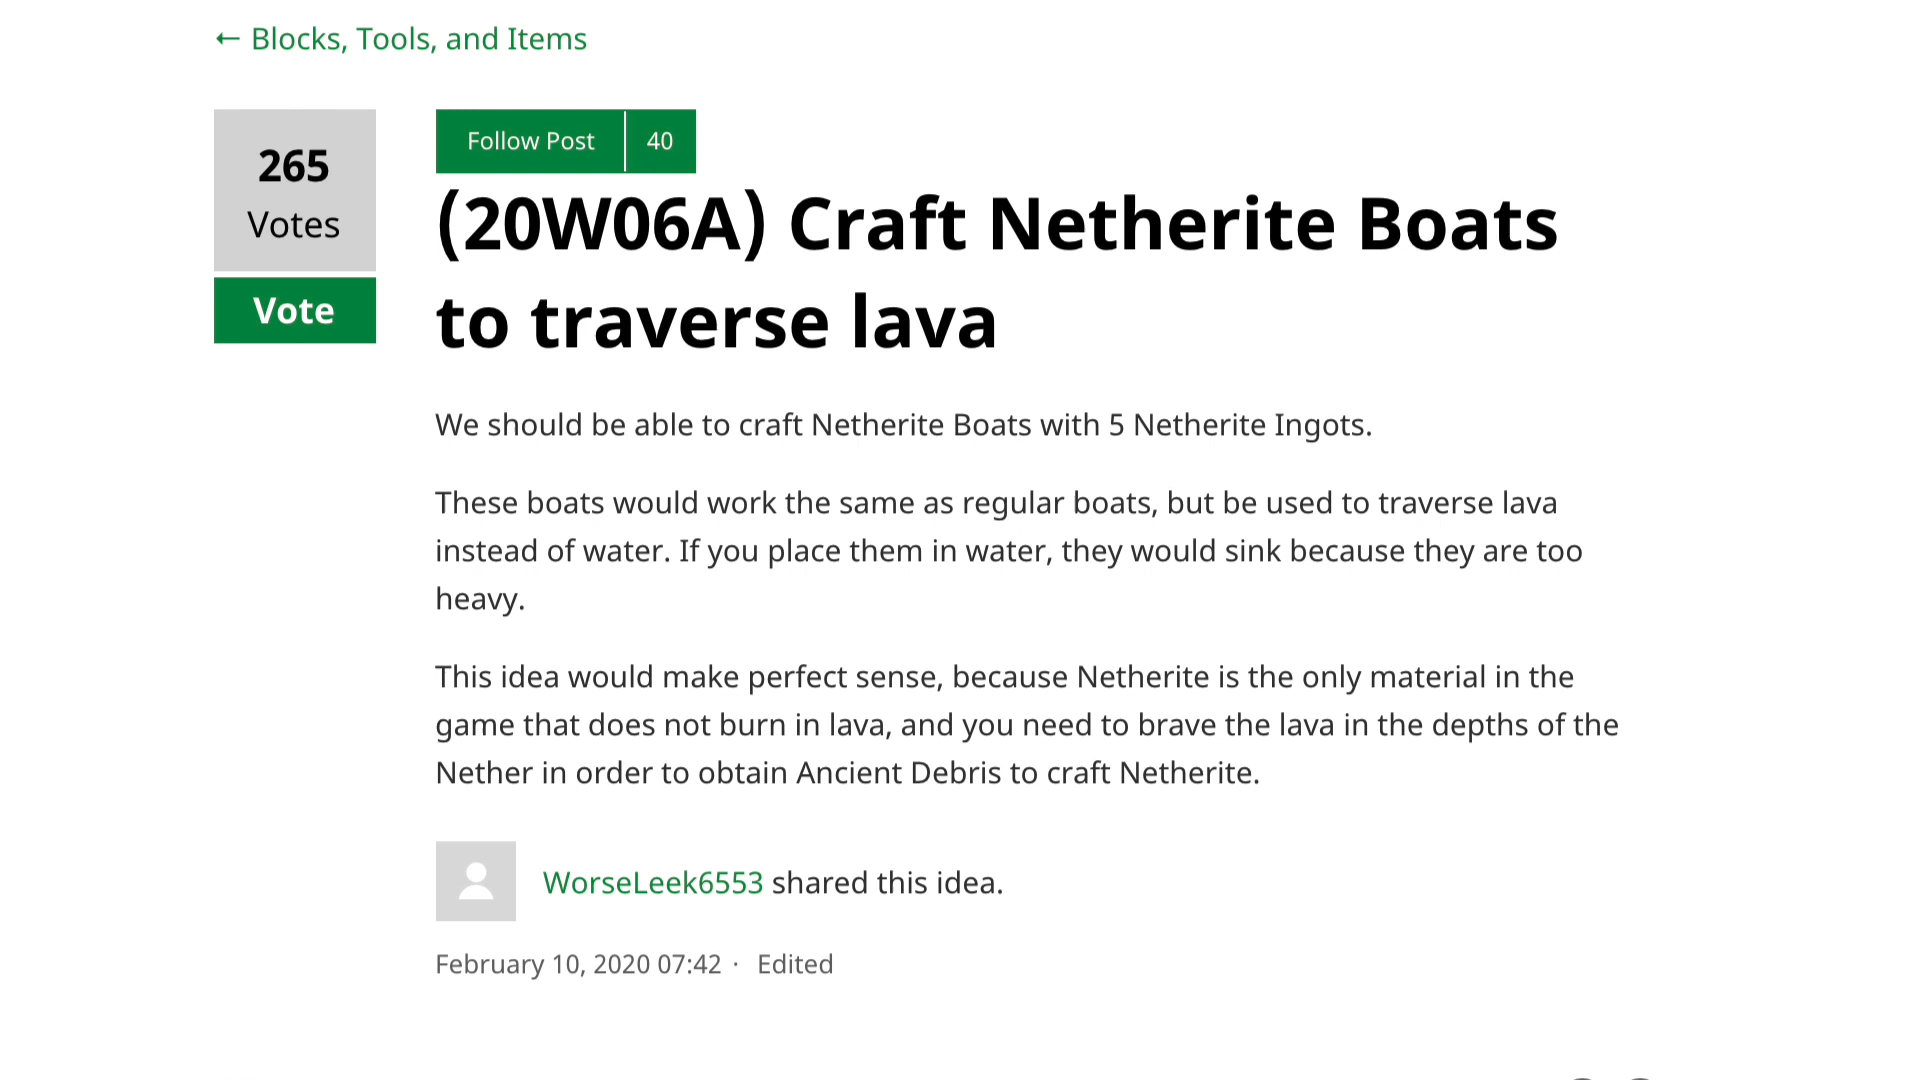 ← Blocks, Tools, and Items
265
Votes
Vote
Follow Post 40
(20W06A) Craft Netherite Boats
to traverse lava
We should be able to craft Netherite Boats with 5 Netherite Ingots.
These boats would work the same as regular boats, but be used to traverse lava
instead of water. If you place them in water, they would sink because they are too
heavy.
This idea would make perfect sense, because Netherite is the only material in the
game that does not burn in lava, and you need to brave the lava in the depths of the
Nether in order to obtain Ancient Debris to craft Netherite.
WorseLeek6553 shared this idea.
February 10, 2020 07:42 · Edited